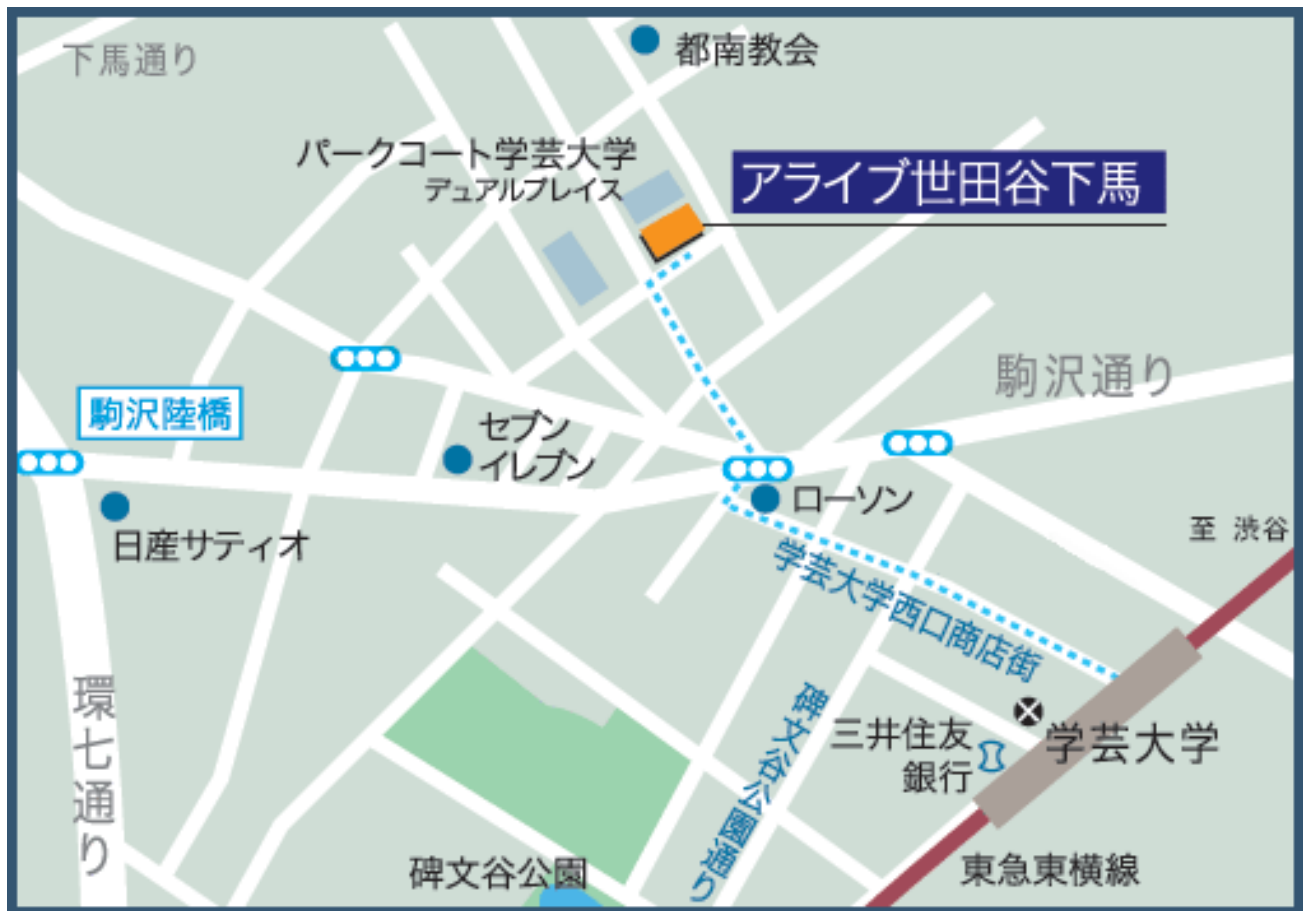 下馬通り
都南教会
パークコート学芸大学
デュアルプレイス
アライブ世田谷下馬
駒沢通り
駒沢陸橋
セブン
イレブン
ローソン
日産サティオ
至 渋谷
学芸大学西口商店街
環七通り
碑文谷公園通り
三井住友
銀行
学芸大学
碑文谷公園
東急東横線